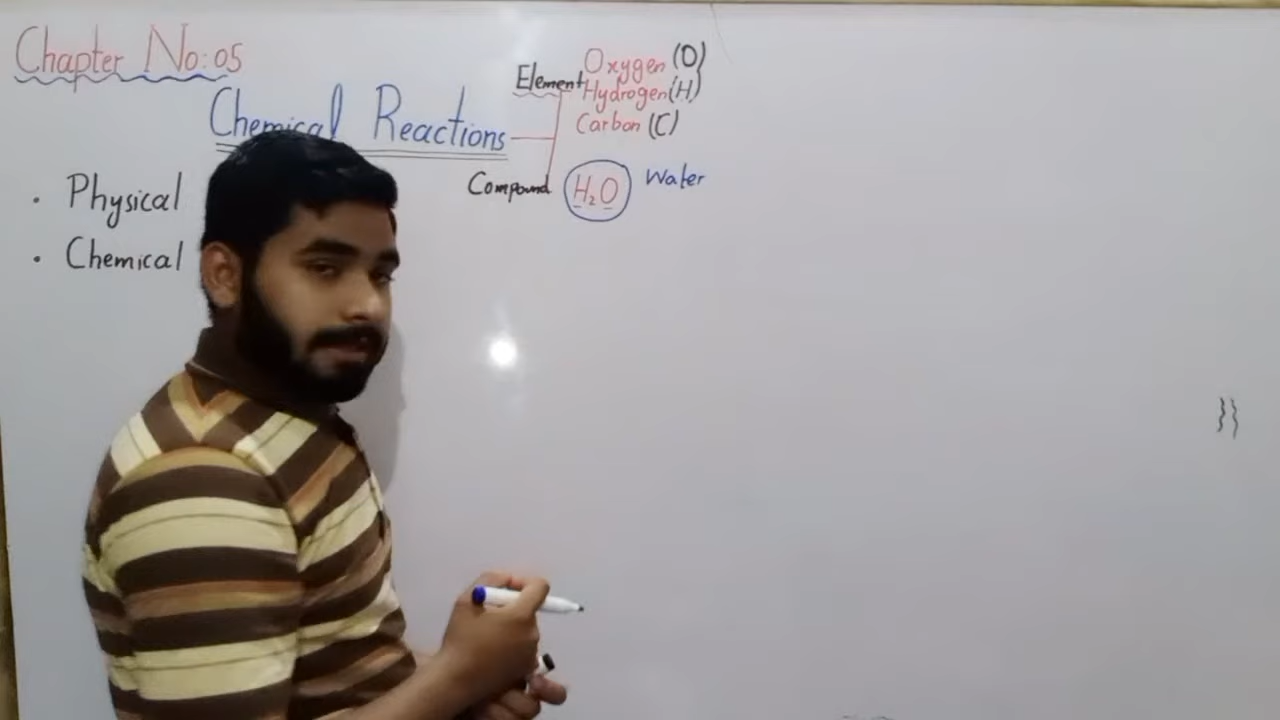 Chapter No:05
Chemical Reactions
Element
Oxygen (O)
Hydrogen (H)
Carbon (C)
Compound H₂O Water
• Physical
• Chemical